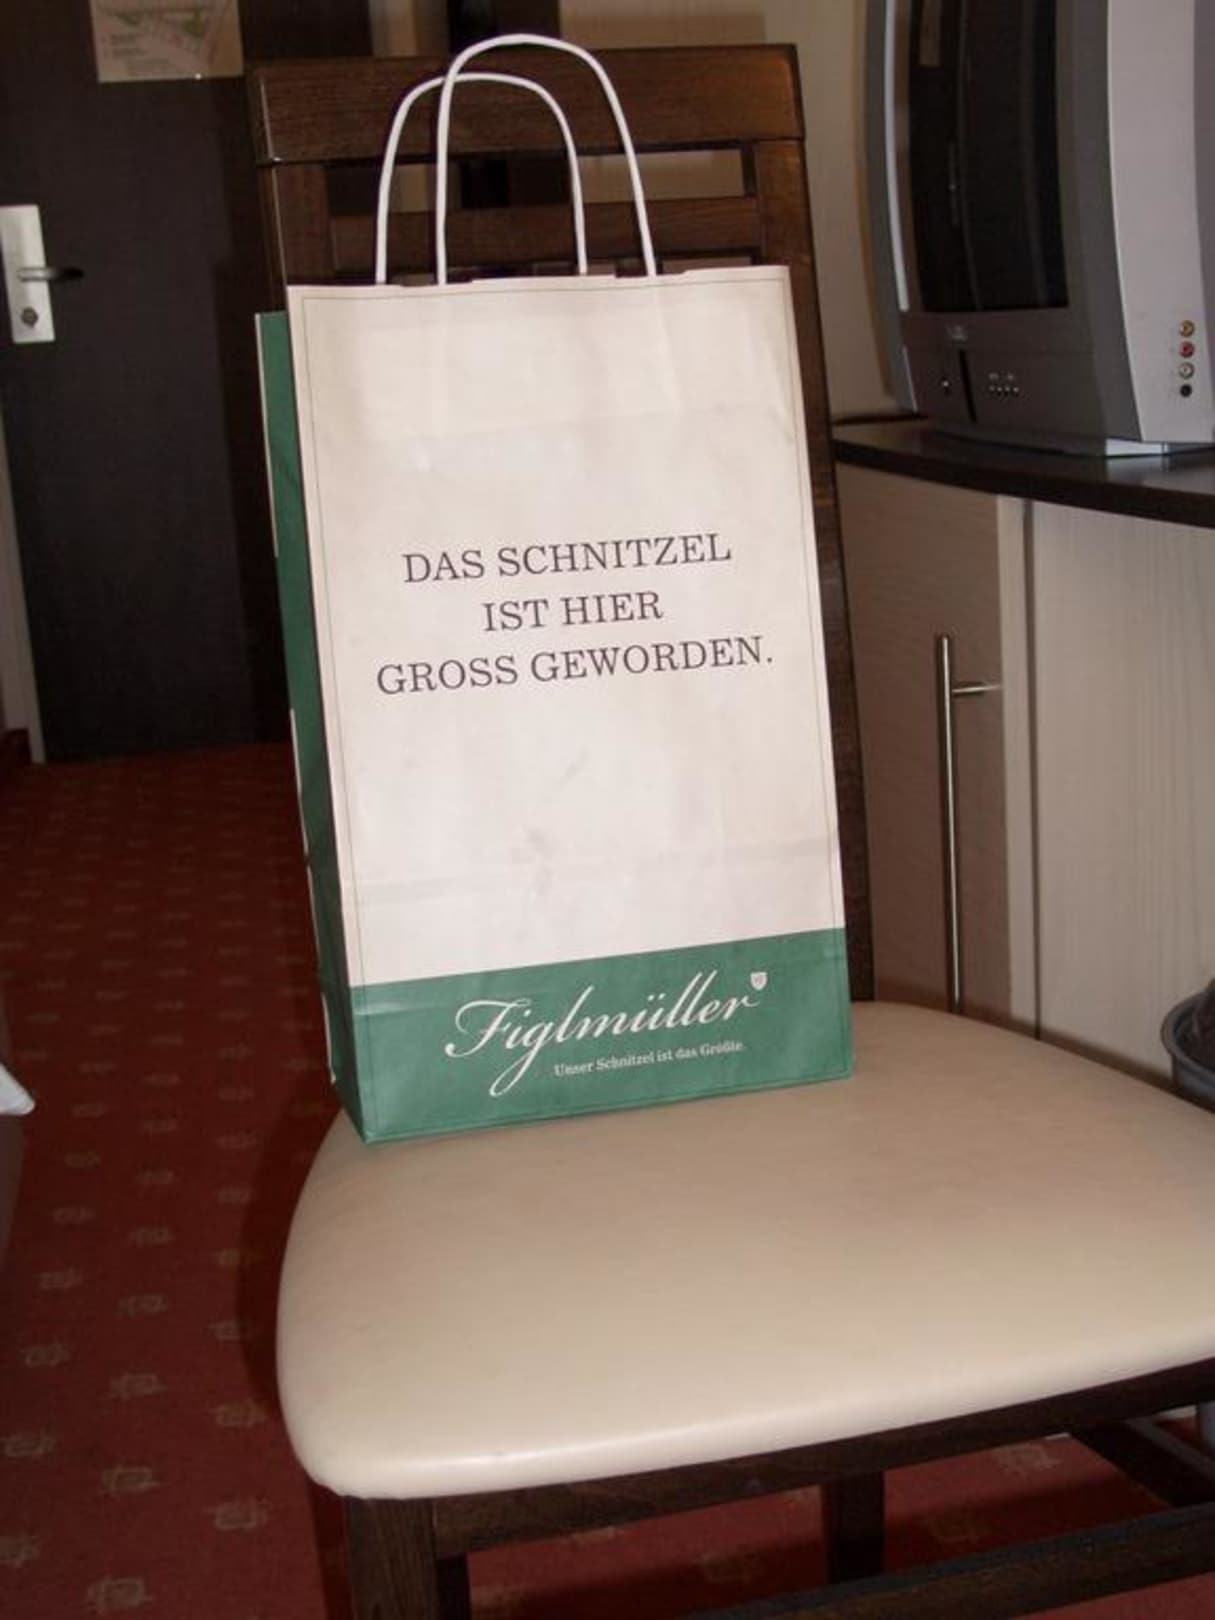 DAS SCHNITZEL
IST HIER
GROSS GEWORDEN.
Figlmüller
Unser Schnitzel ist das Größte.